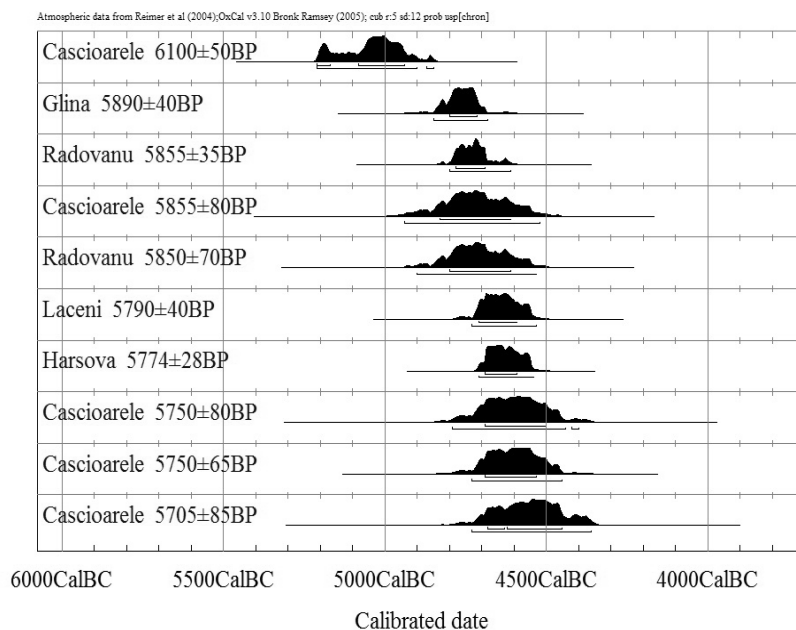 Atmospheric data from Reimer et al (2004);OxCal v3.10 Bronk Ramsey (2005); cub r:5 sd:12 prob usp[chron]
Cascioarele 6100±50BP
Glina 5890±40BP
Radovanu 5855±35BP
Cascioarele 5855±80BP
Radovanu 5850±70BP
Laceni 5790±40BP
Harsova 5774±28BP
Cascioarele 5750±80BP
Cascioarele 5750±65BP
Cascioarele 5705±85BP
6000CalBC 5500CalBC 5000CalBC 4500CalBC 4000CalBC
Calibrated date